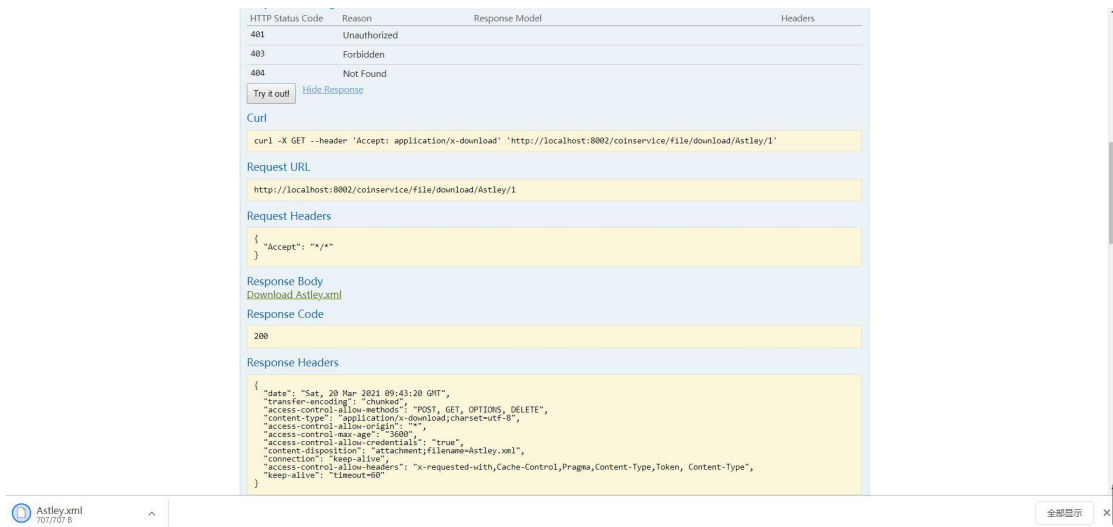 HTTP Status Code Reason Response Model Headers
401 Unauthorized
403 Forbidden
404 Not Found
Try it out! Hide Response
Curl
curl -X GET --header 'Accept: application/x-download' 'http://localhost:8002/coinservice/file/download/Astley/1'
Request URL
http://localhost:8002/coinservice/file/download/Astley/1
Request Headers
{
"Accept": "*/*"
}
Response Body
Download Astley.xml
Response Code
200
Response Headers
{
"date": "Sat, 20 Mar 2021 09:43:20 GMT",
"transfer-encoding": "chunked",
"access-control-allow-methods": "POST, GET, OPTIONS, DELETE",
"content-type": "application/x-download;charset=utf-8",
"access-control-allow-origin": "*",
"access-control-max-age": "3600",
"access-control-allow-credentials": "true",
"content-disposition": "attachment;filename=Astley.xml",
"connection": "keep-alive",
"access-control-allow-headers": "x-requested-with,Cache-Control,Pragma,Content-Type,Token, Content-Type",
"keep-alive": "timeout=60"
}
Astley.xml
707/707 B
全部显示